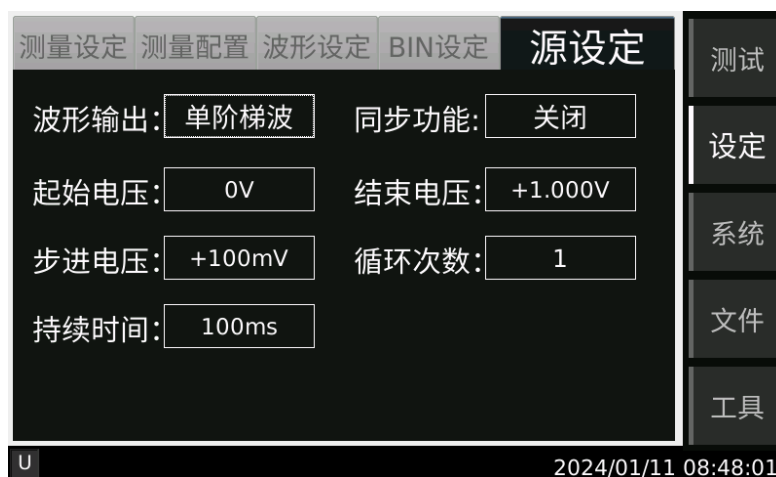 测量设定 测量配置 波形设定 BIN设定 源设定
波形输出: 单阶梯波 同步功能: 关闭
起始电压: 0V 结束电压: +1.000V
步进电压: +100mV 循环次数: 1
持续时间: 100ms
测试
设定
系统
文件
工具
U 2024/01/11 08:48:01